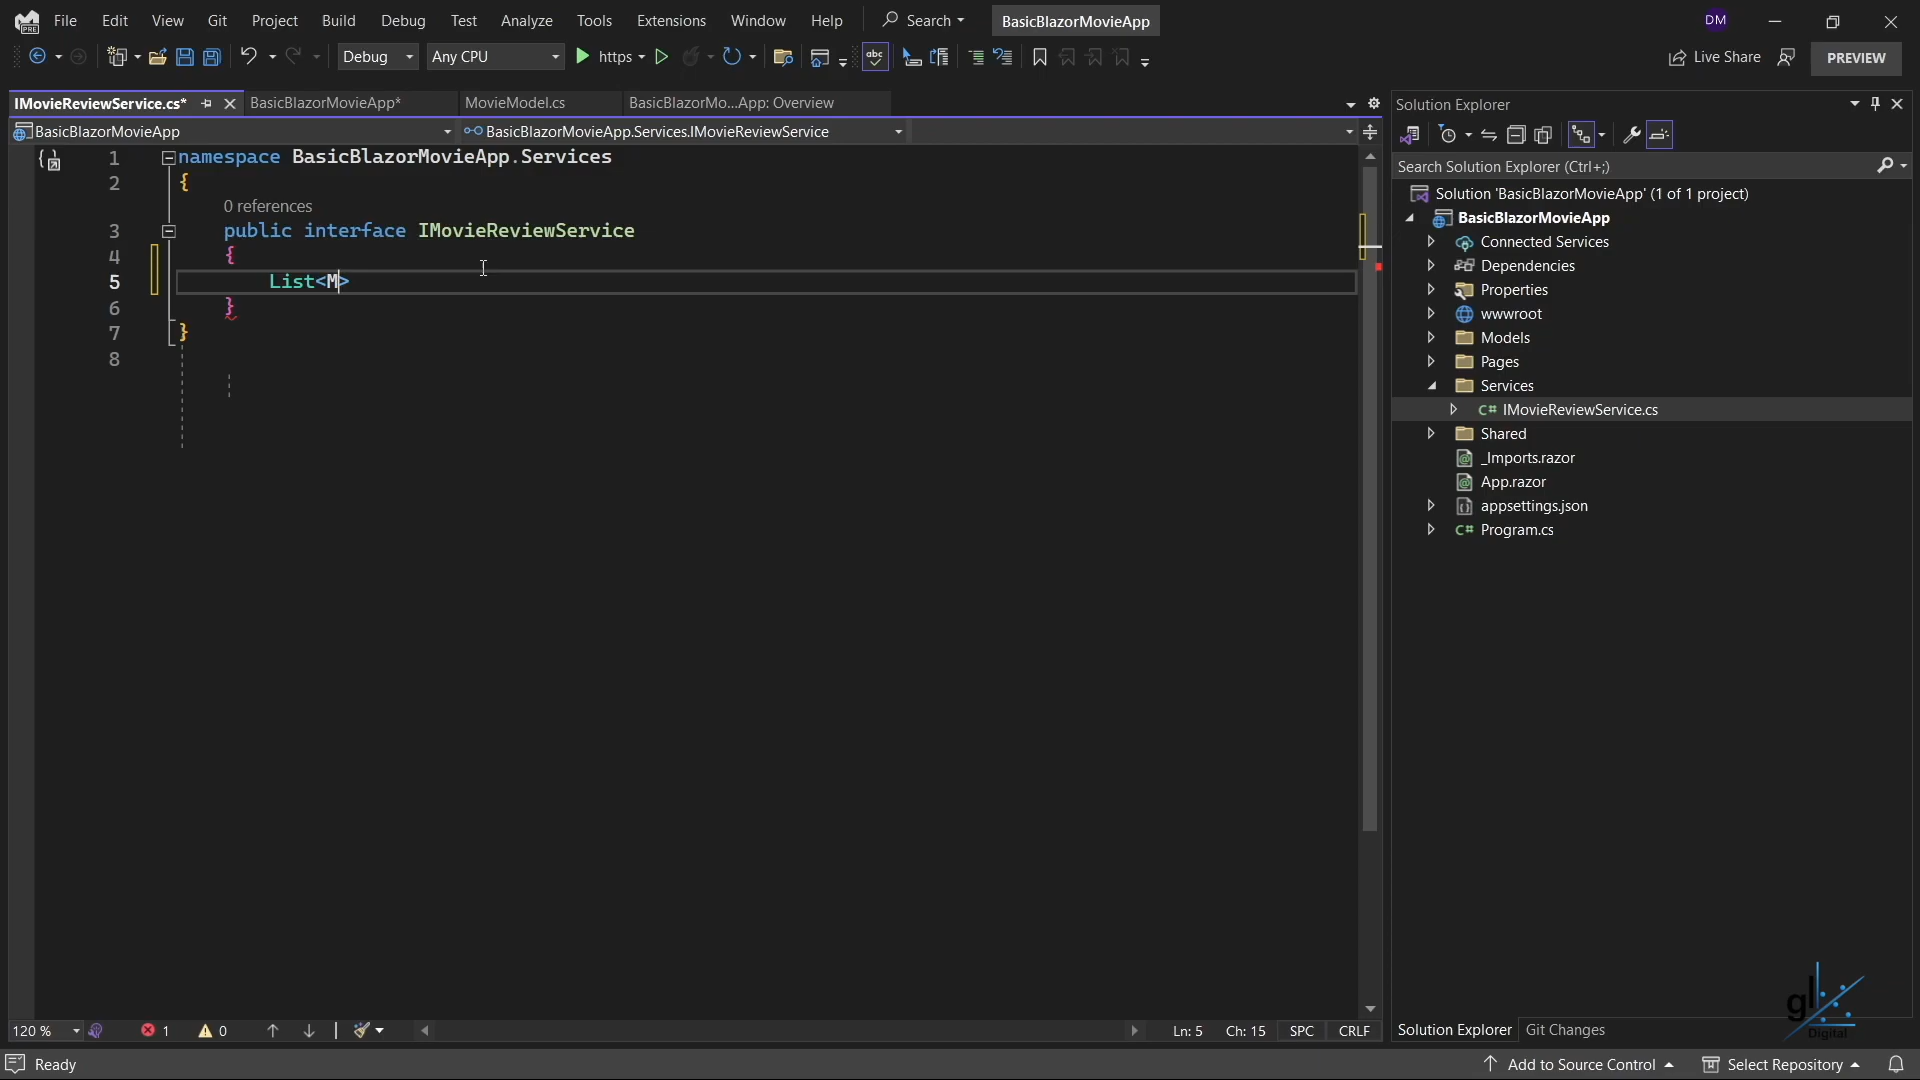 File Edit View Git Project Build Debug Test Analyze Tools Extensions Window Help Search BasicBlazorMovieApp DM
PRE
Debug Any CPU https abc Live Share PREVIEW
IMovieReviewService.cs* BasicBlazorMovieApp* MovieModel.cs BasicBlazorMo...App: Overview
BasicBlazorMovieApp BasicBlazorMovieApp.Services.IMovieReviewService
1 namespace BasicBlazorMovieApp.Services
2 {
0 references
3 public interface IMovieReviewService
4 {
5 List<M>
6 }
7 }
8
Solution Explorer
Search Solution Explorer (Ctrl+;)
Solution 'BasicBlazorMovieApp' (1 of 1 project)
BasicBlazorMovieApp
Connected Services
Dependencies
Properties
wwwroot
Models
Pages
Services
C# IMovieReviewService.cs
Shared
_Imports.razor
App.razor
appsettings.json
C# Program.cs
gl
Digital
120 % 1 0 Ln: 5 Ch: 15 SPC CRLF
Solution Explorer Git Changes
Ready Add to Source Control Select Repository